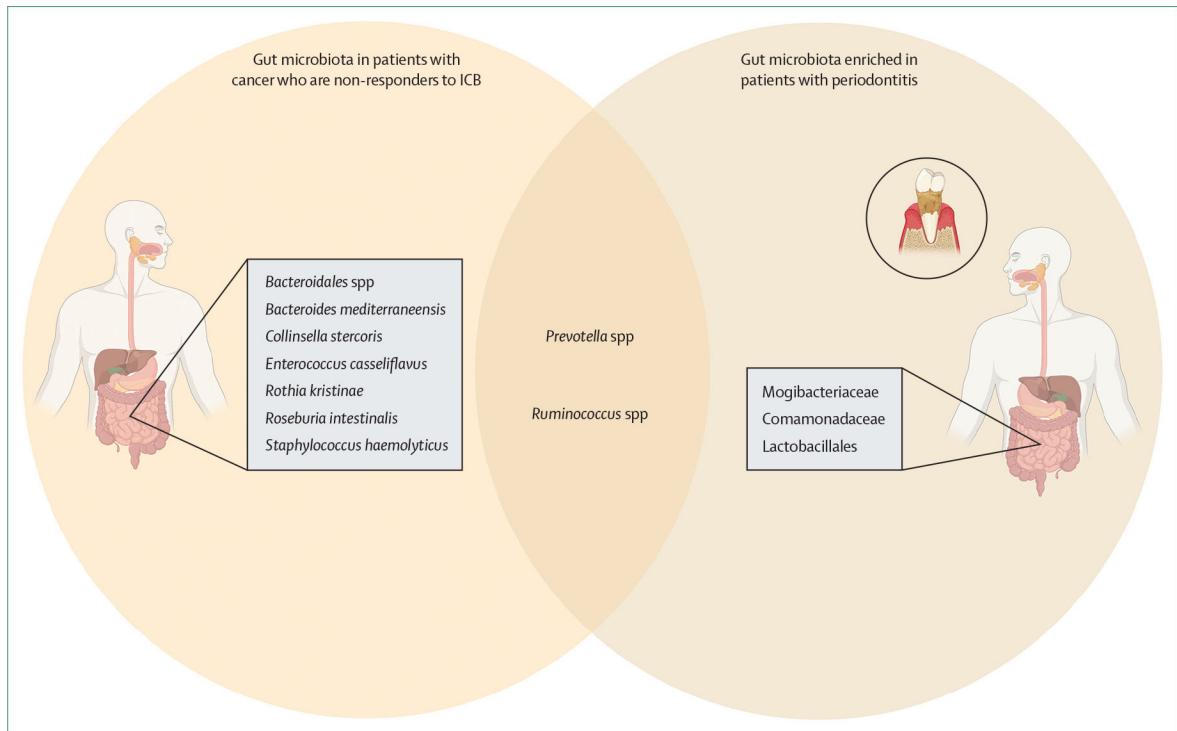 Gut microbiota in patients with
cancer who are non-responders to ICB
Gut microbiota enriched in
patients with periodontitis
Bacteroidales spp
Bacteroides mediterraneensis
Collinsella stercoris
Enterococcus casseliflavus
Rothia kristinae
Roseburia intestinalis
Staphylococcus haemolyticus
Prevotella spp
Ruminococcus spp
Mogibacteriaceae
Comamonadaceae
Lactobacillales